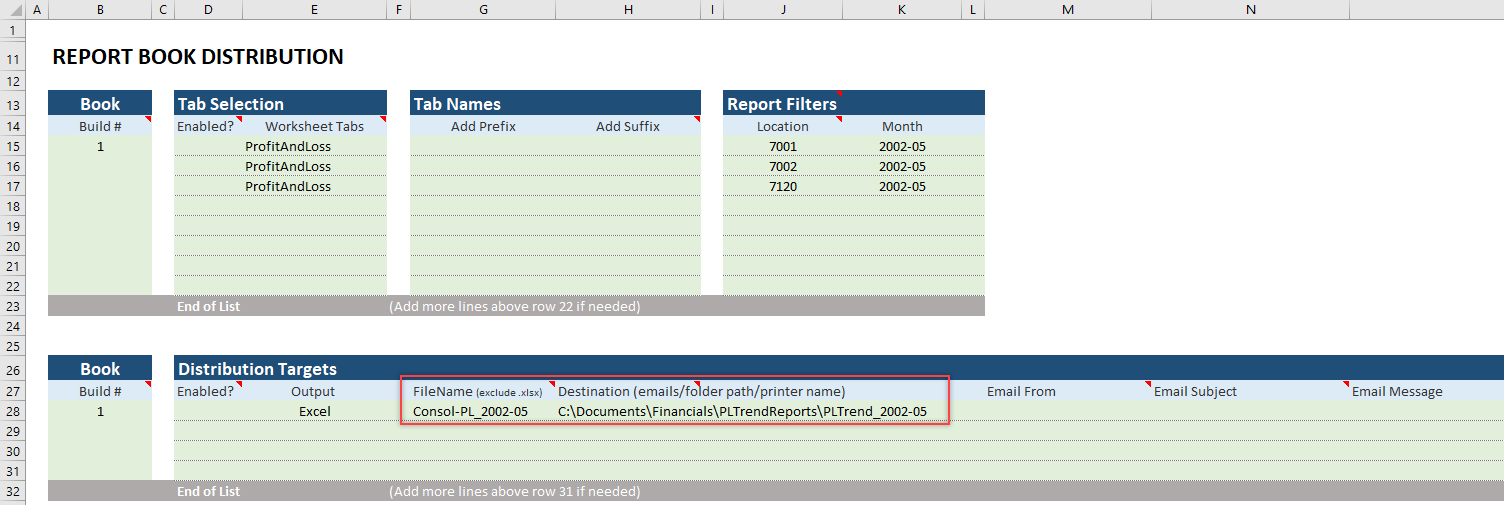 A B C D E F G H I J K L M N
1
11 REPORT BOOK DISTRIBUTION
12
13 Book Tab Selection Tab Names Report Filters
14 Build # Enabled? Worksheet Tabs Add Prefix Add Suffix Location Month
15 1 ProfitAndLoss 7001 2002-05
16 ProfitAndLoss 7002 2002-05
17 ProfitAndLoss 7120 2002-05
18
19
20
21
22
23 End of List (Add more lines above row 22 if needed)
24
25
26 Book Distribution Targets
27 Build # Enabled? Output FileName (exclude .xlsx) Destination (emails/folder path/printer name) Email From Email Subject Email Message
28 1 Excel Consol-PL_2002-05 C:\Documents\Financials\PLTrendReports\PLTrend_2002-05
29
30
31
32 End of List (Add more lines above row 31 if needed)